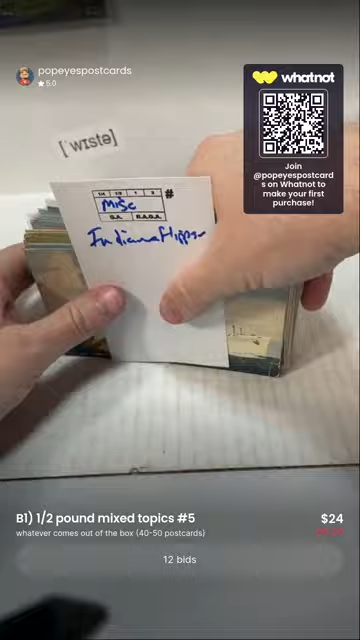 popeyespostcards
★5.0
whatnot
Join
@popeyespostcard
s on Whatnot to
make your first
purchase!
['wɪstə]
1/4 1/2 1 2 #
Misc
Indiana
B1) 1/2 pound mixed topics #5
$24
whatever comes out of the box (40-50 postcards)
12 bids